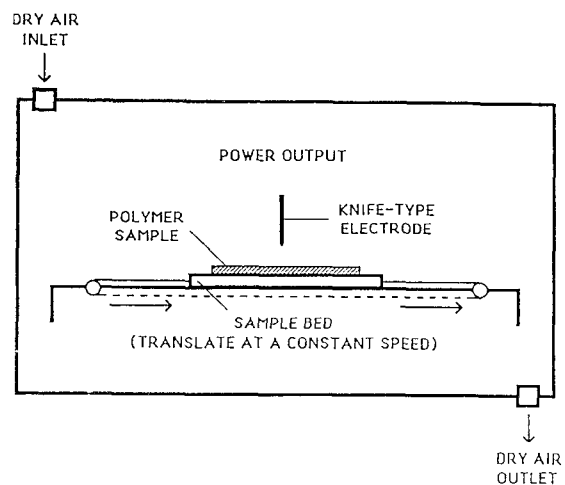 DRY AIR
INLET
POWER OUTPUT
POLYMER
SAMPLE
KNIFE-TYPE
ELECTRODE
SAMPLE BED
(TRANSLATE AT A CONSTANT SPEED)
DRY AIR
OUTLET